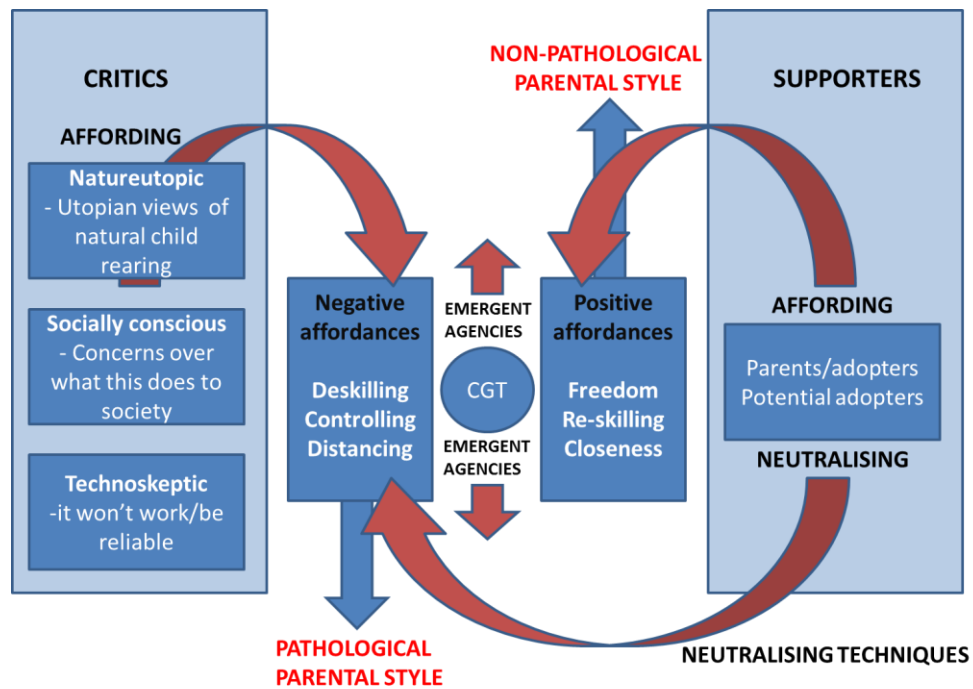 CRITICS
AFFORDING
Natureutopic
- Utopian views of
natural child
rearing
Socially conscious
- Concerns over
what this does to
society
Technoskeptic
-it won’t work/be
reliable
Negative
affordances
Deskilling
Controlling
Distancing
PATHOLOGICAL
PARENTAL STYLE
EMERGENT
AGENCIES
CGT
EMERGENT
AGENCIES
NON-PATHOLOGICAL
PARENTAL STYLE
Positive
affordances
Freedom
Re-skilling
Closeness
SUPPORTERS
AFFORDING
Parents/adopters
Potential adopters
NEUTRALISING
NEUTRALISING TECHNIQUES